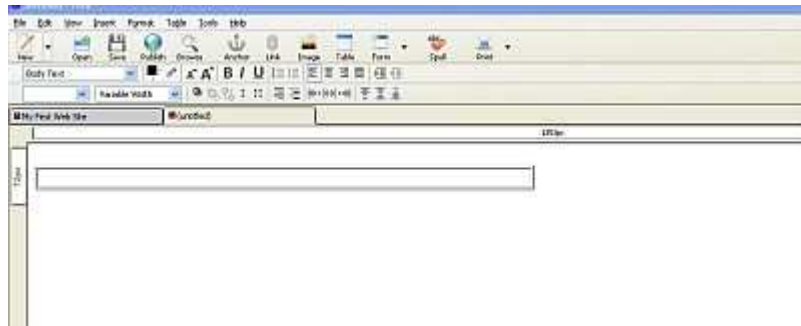 File Edit View Insert Format Table Tools Help
New Open Save Publish Browse Anchor Link Image Table Form Spell Print
Body Text B I U
Variable Width
My First Web Site (untitled)